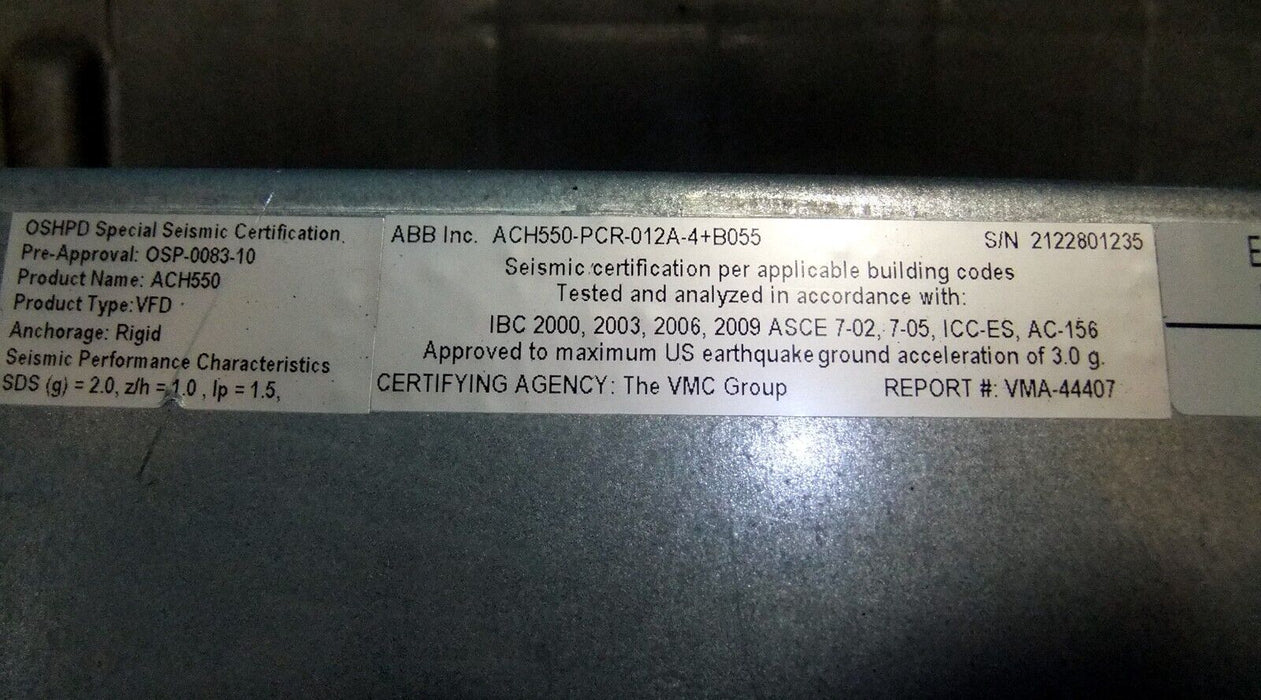 OSHPD Special Seismic Certification.
Pre-Approval: OSP-0083-10
Product Name: ACH550
Product Type: VFD
Anchorage: Rigid
Seismic Performance Characteristics
SDS (g) = 2.0, z/h = 1.0 , Ip = 1.5,
ABB Inc. ACH550-PCR-012A-4+B055 S/N 2122801235
Seismic certification per applicable building codes
Tested and analyzed in accordance with:
IBC 2000, 2003, 2006, 2009 ASCE 7-02, 7-05, ICC-ES, AC-156
Approved to maximum US earthquake ground acceleration of 3.0 g.
CERTIFYING AGENCY: The VMC Group REPORT #: VMA-44407